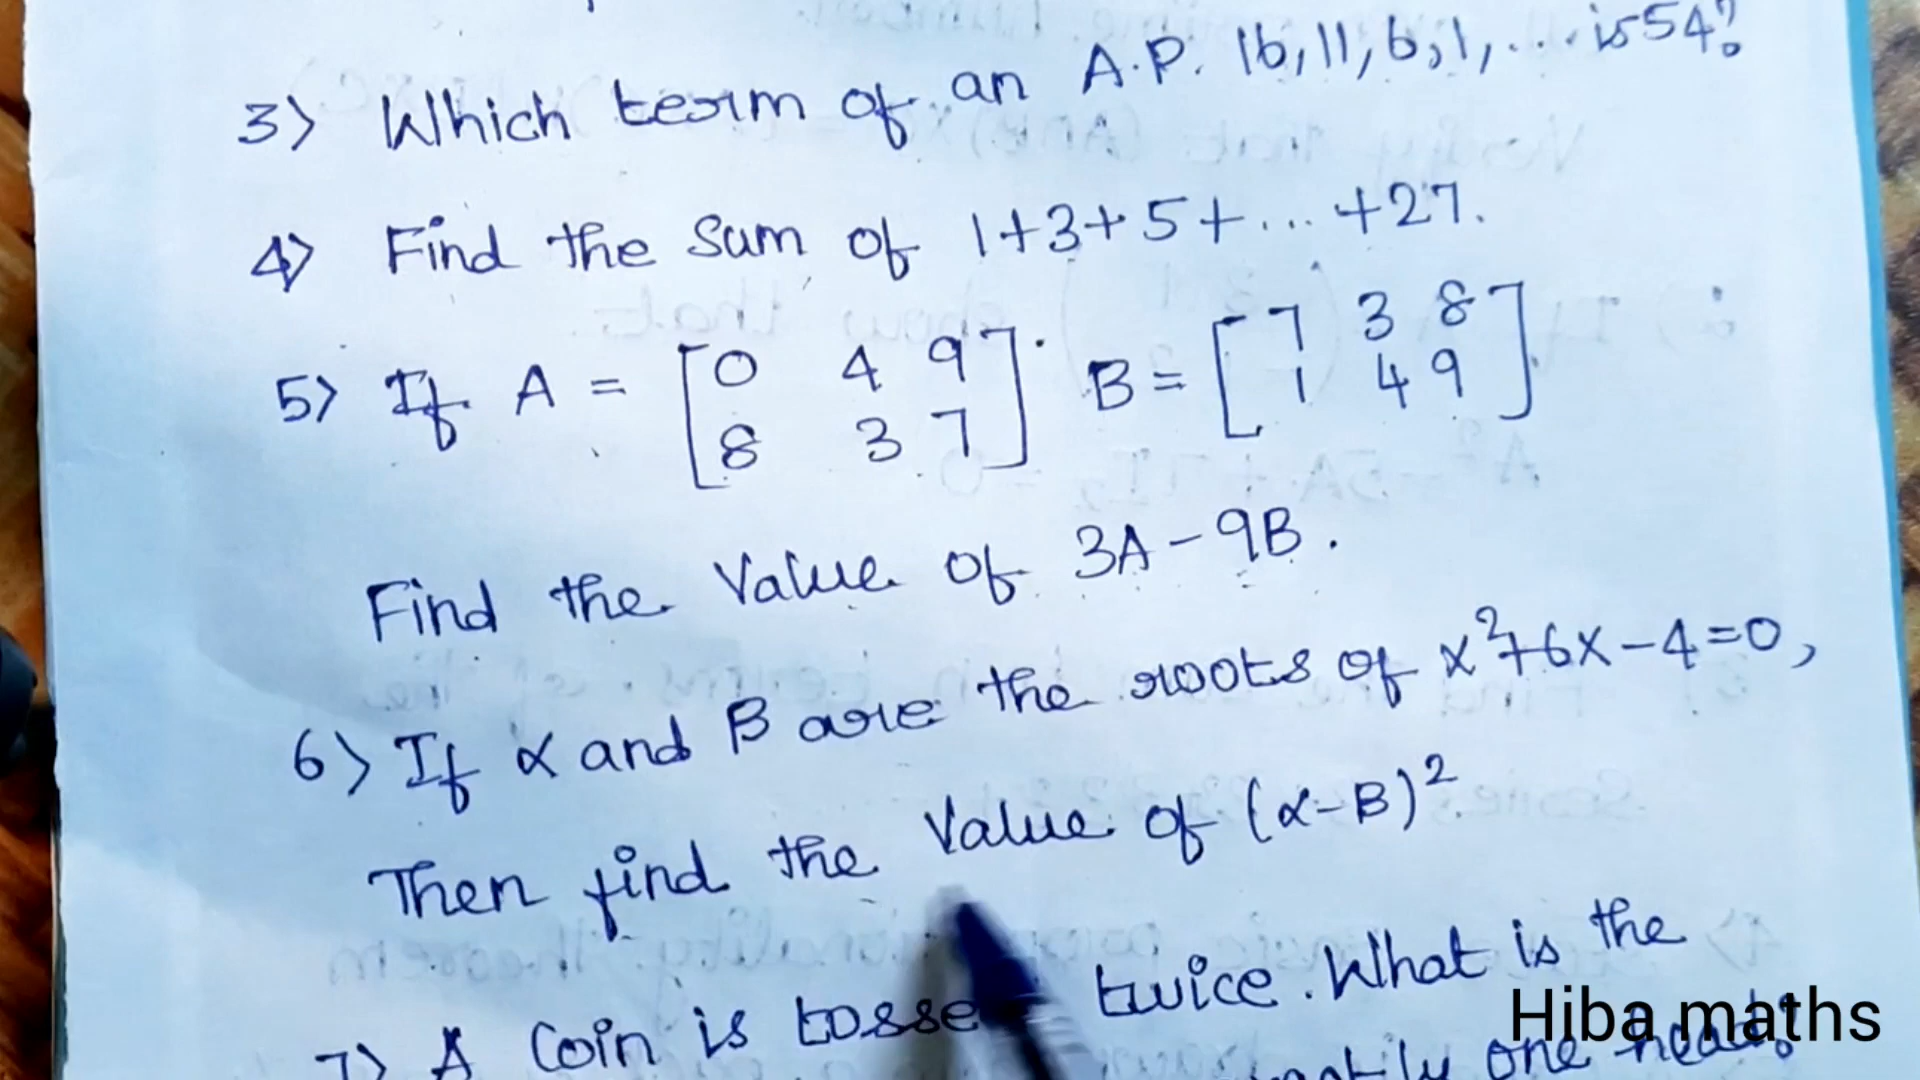 3) Which term of an A.P. 16, 11, 6, 1, ... is 54?
4) Find the Sum of 1+3+5+...+27.
5) If A = [0 4 9
8 3 7] B = [7 3 8
1 4 9]
Find the Value of 3A-9B.
6) If α and β are the roots of x²+6x-4=0,
Then find the Value of (α-β)²
7) A Coin is tosse twice. What is the
one head?
Hiba maths